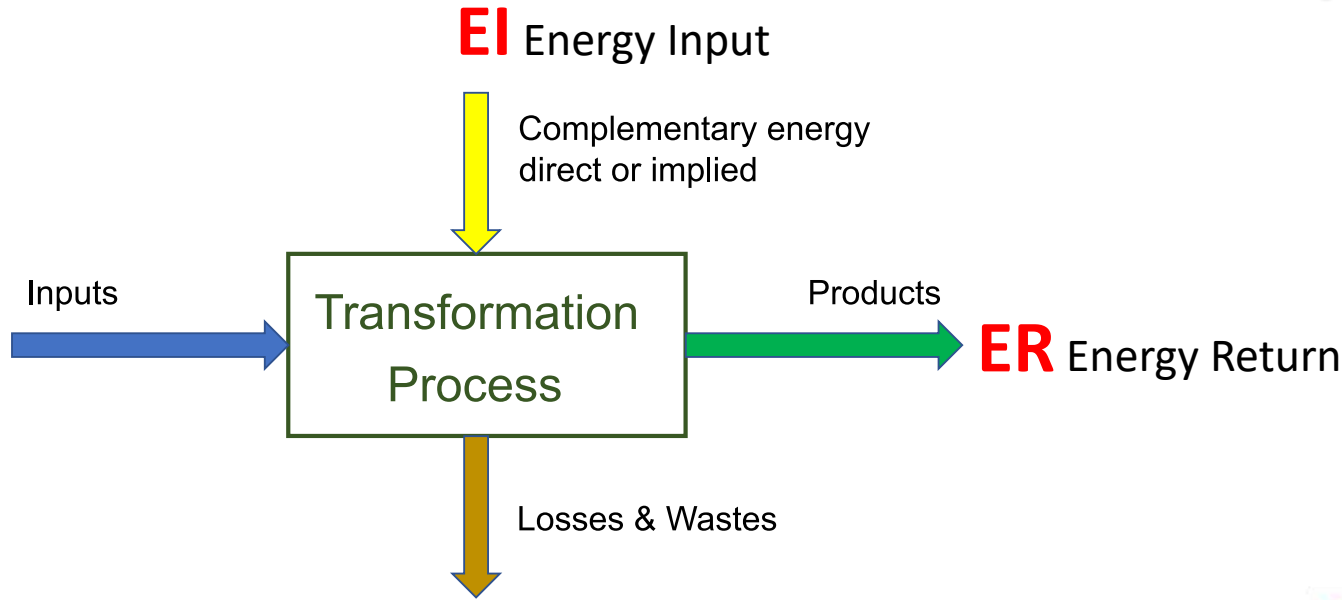 EI Energy Input
Complementary energy
direct or implied
Inputs
Transformation
Process
Products
ER Energy Return
Losses & Wastes